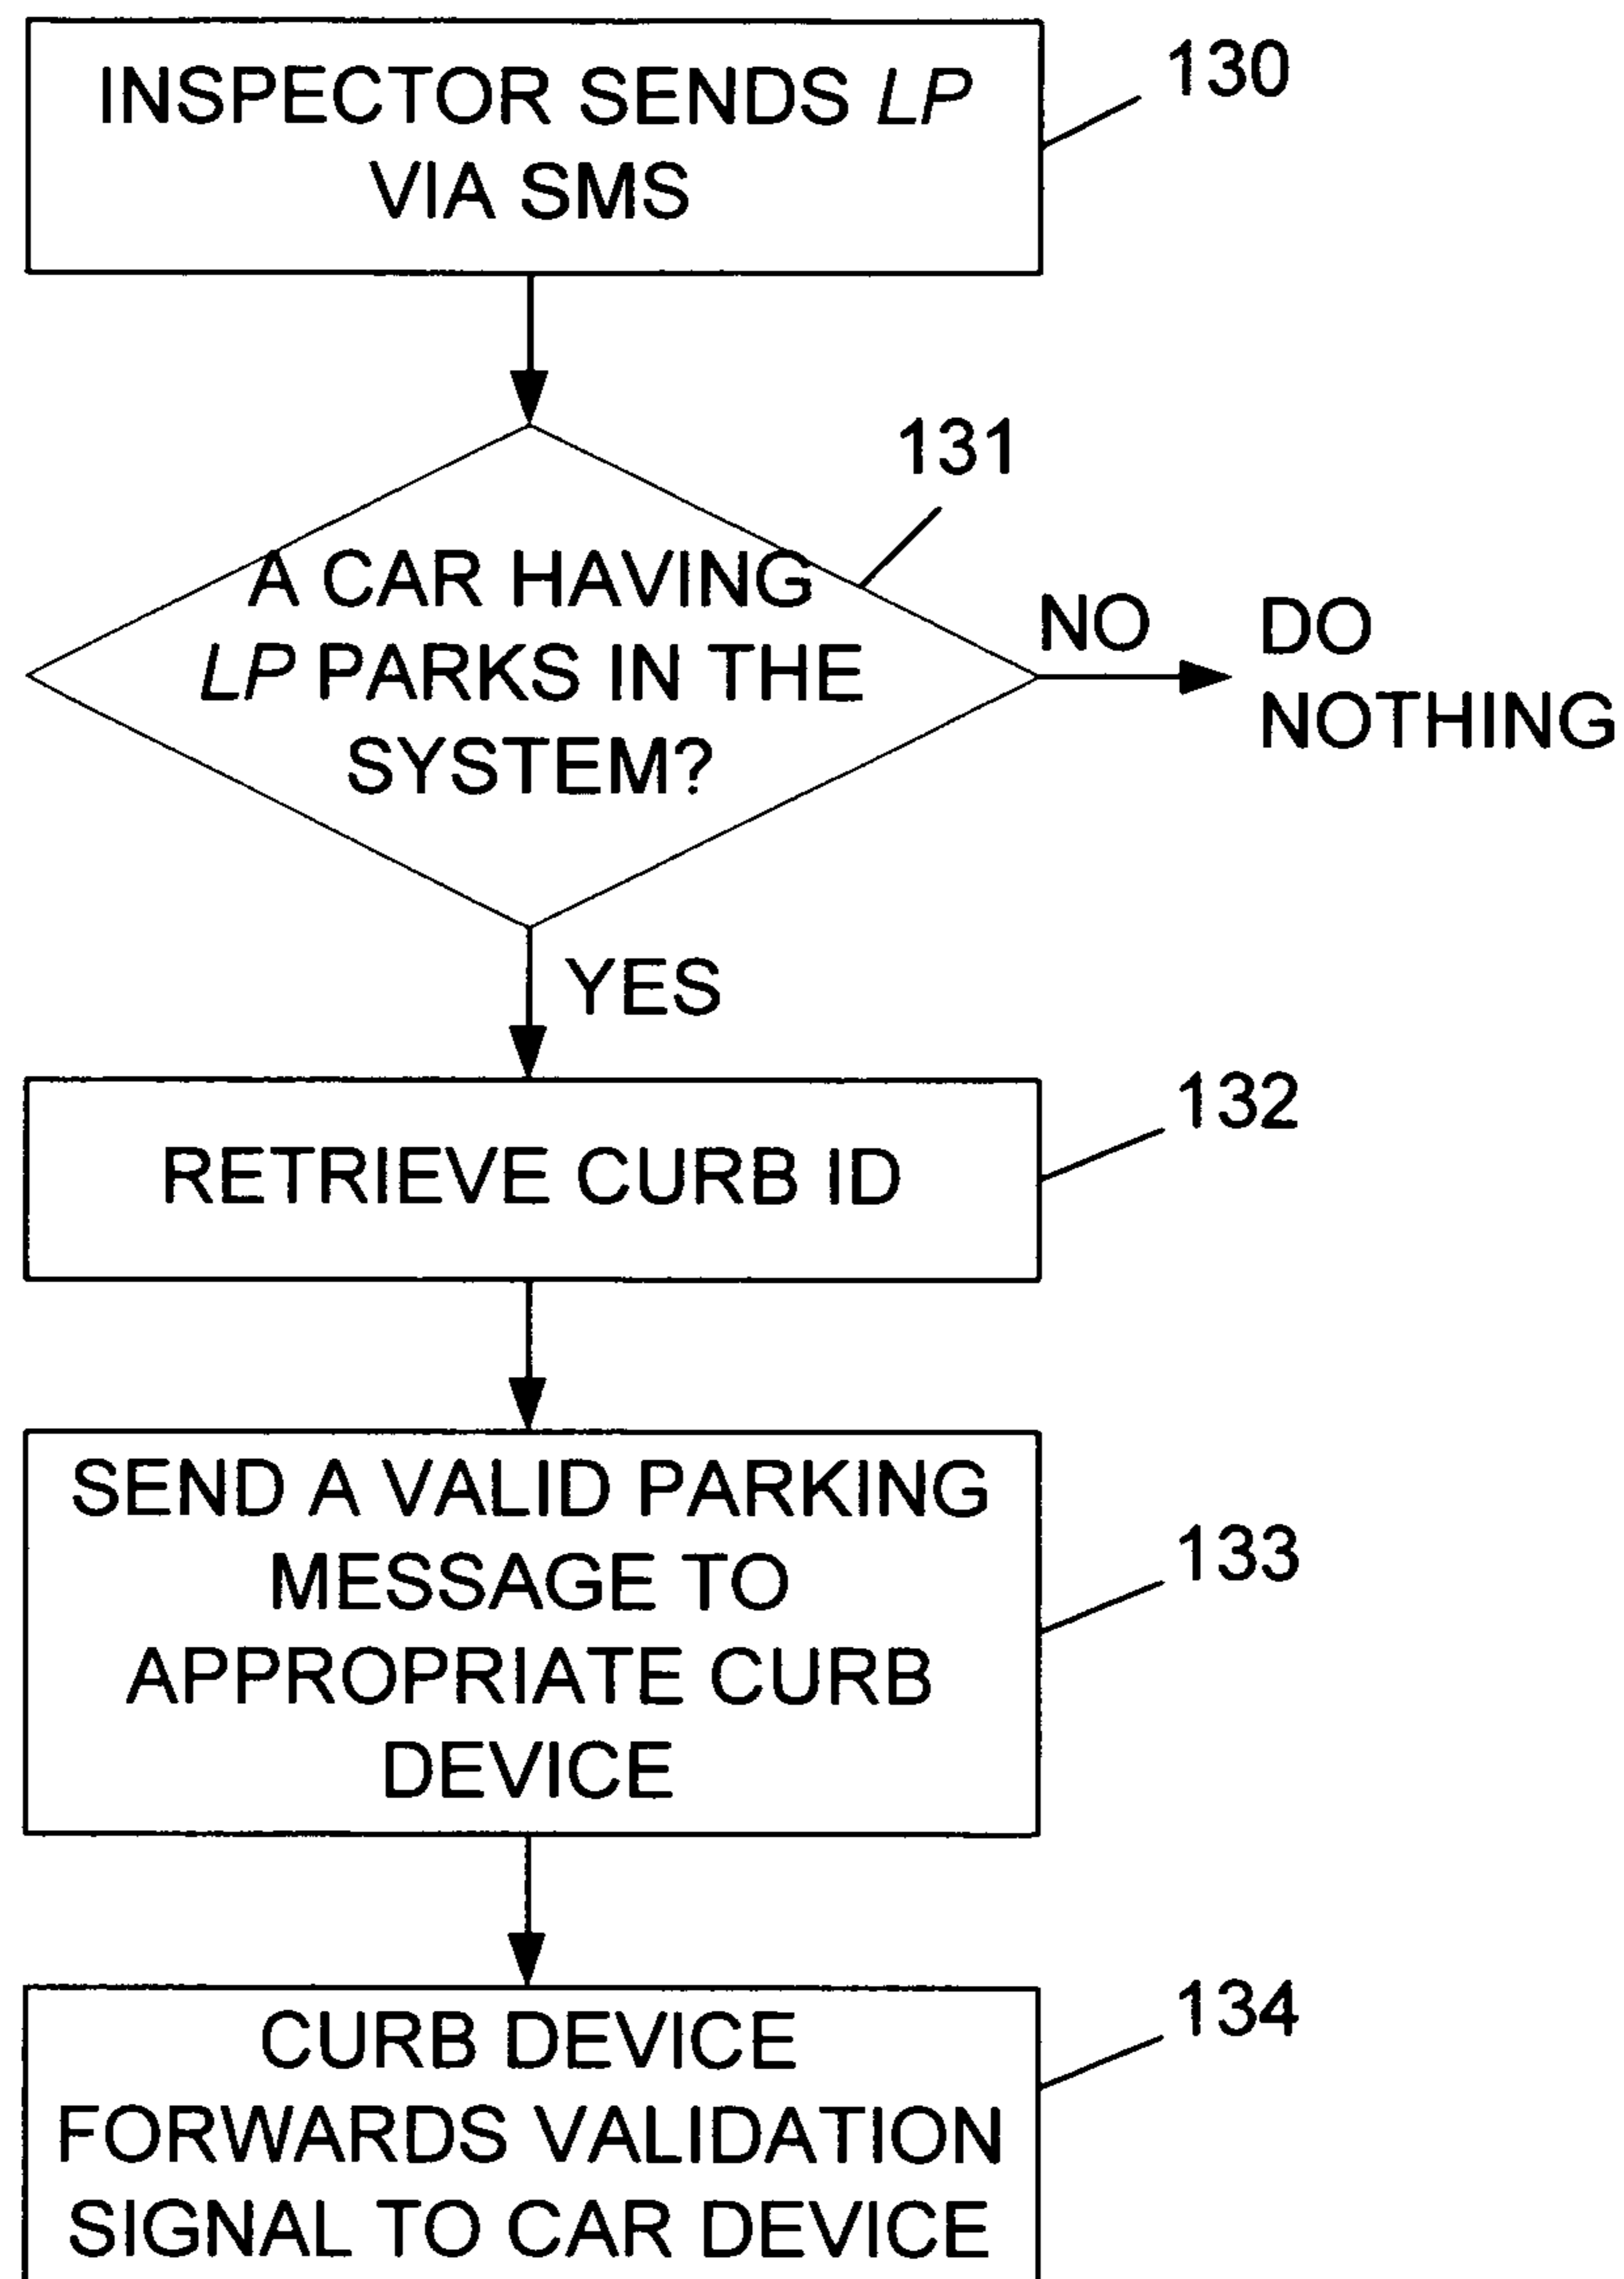 INSPECTOR SENDS LP
VIA SMS
130
131
A CAR HAVING
LP PARKS IN THE
SYSTEM?
NO
DO
NOTHING
YES
132
RETRIEVE CURB ID
SEND A VALID PARKING
MESSAGE TO
APPROPRIATE CURB
DEVICE
133
CURB DEVICE
FORWARDS VALIDATION
SIGNAL TO CAR DEVICE
134